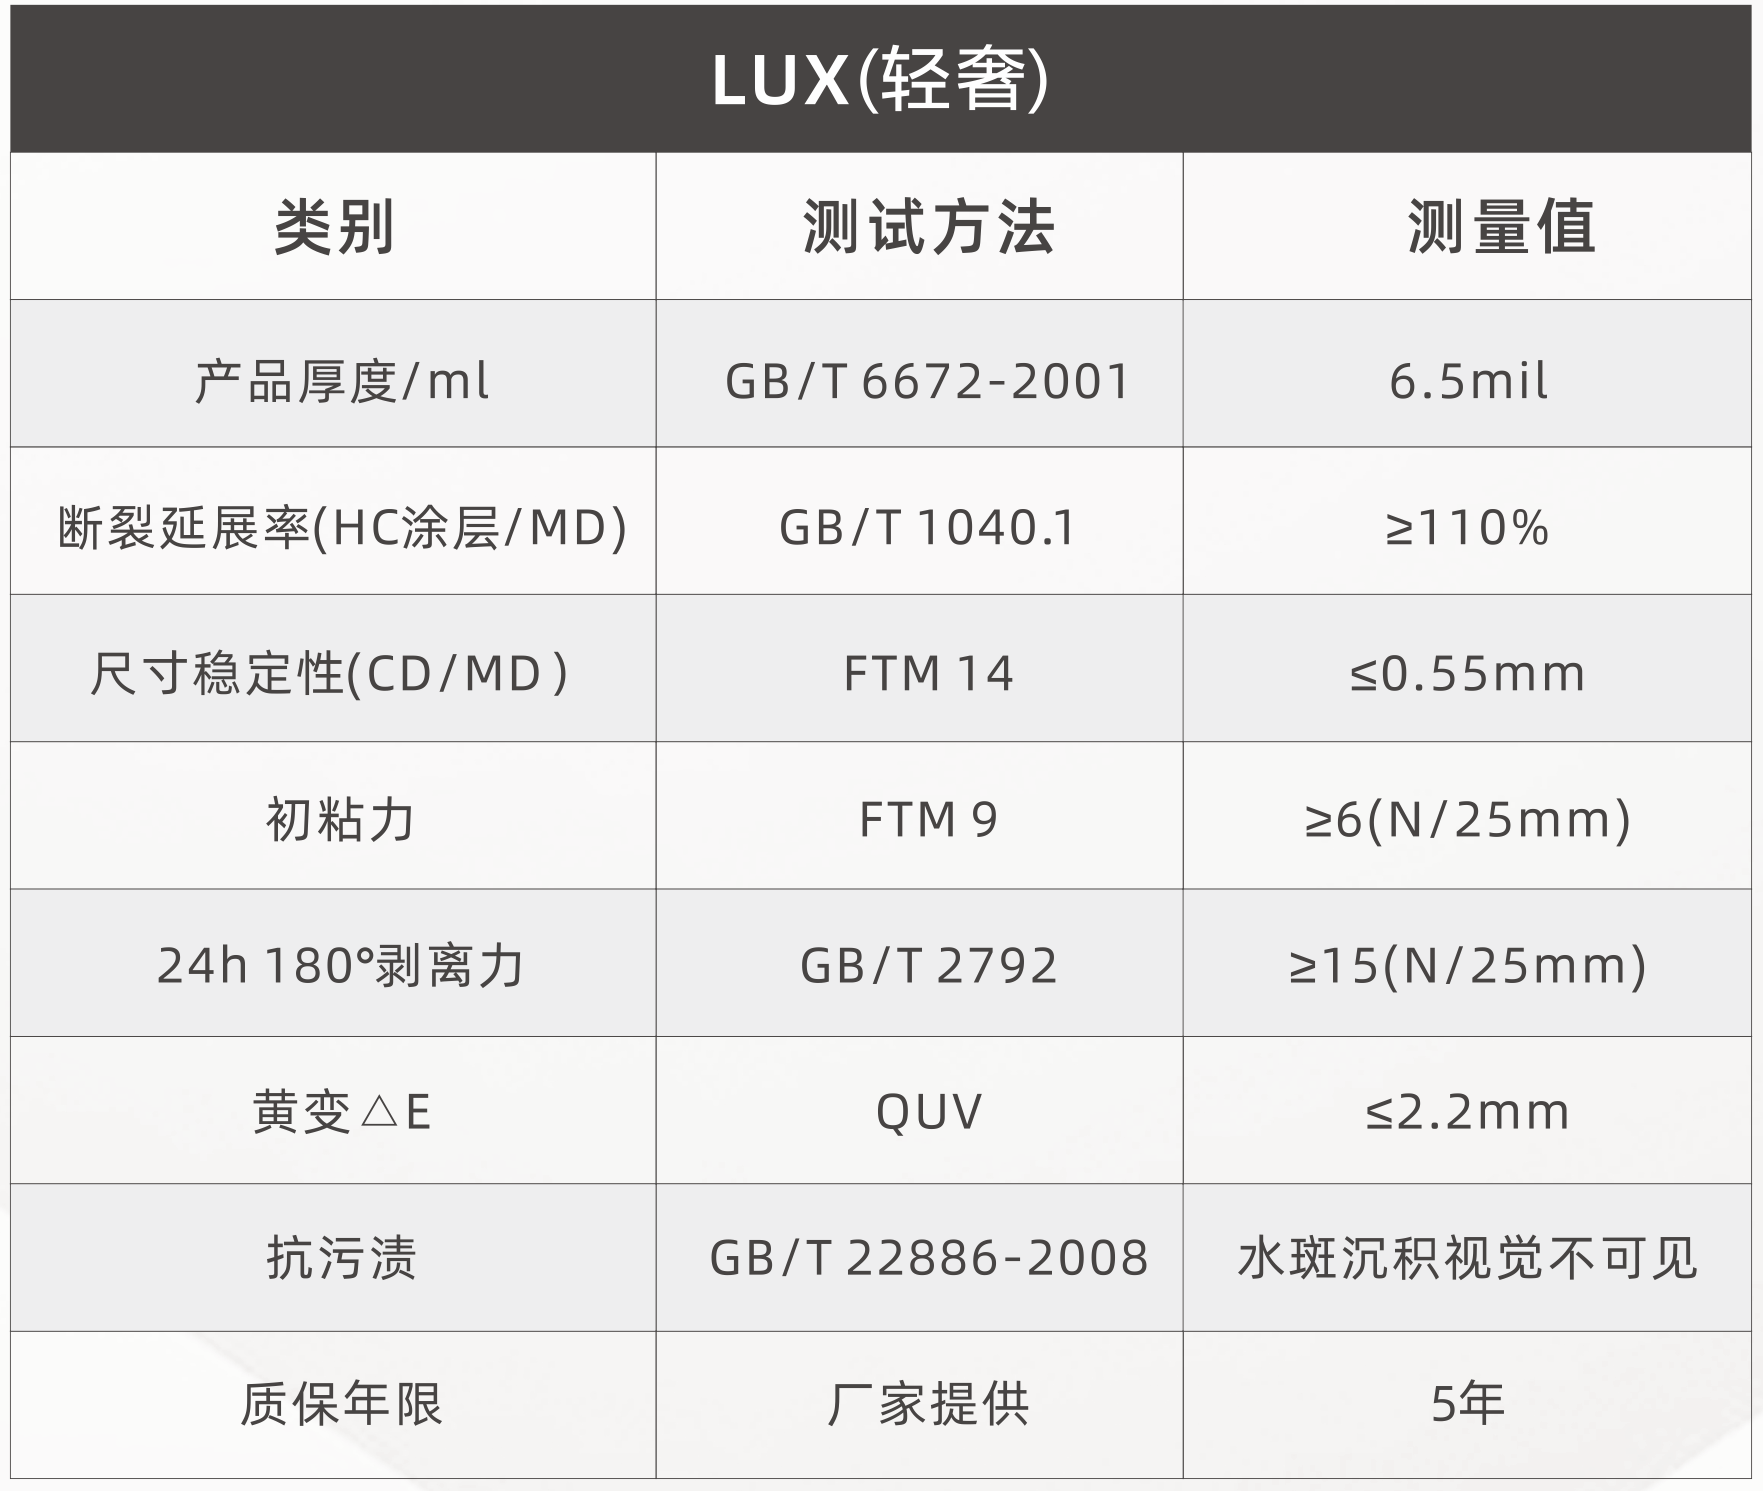 LUX(轻奢)
类别 测试方法 测量值
产品厚度/ml GB/T 6672-2001 6.5mil
断裂延展率(HC涂层/MD) GB/T 1040.1 ≥110%
尺寸稳定性(CD/MD) FTM 14 ≤0.55mm
初粘力 FTM 9 ≥6(N/25mm)
24h 180°剥离力 GB/T 2792 ≥15(N/25mm)
黄变△E QUV ≤2.2mm
抗污渍 GB/T 22886-2008 水斑沉积视觉不可见
质保年限 厂家提供 5年